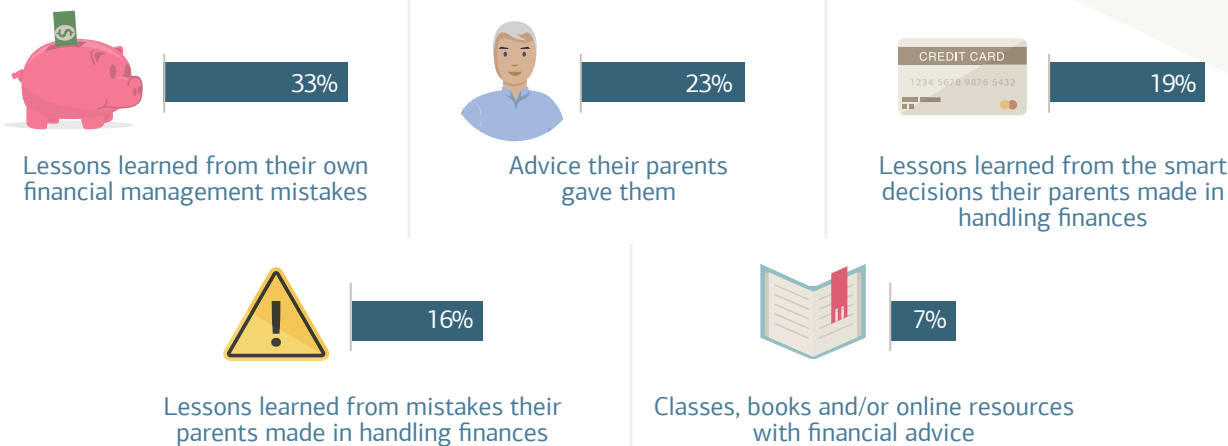 33%
Lessons learned from their own
financial management mistakes
23%
Advice their parents
gave them
CREDIT CARD
1234 5678 9876 5432
19%
Lessons learned from the smart
decisions their parents made in
handling finances
16%
Lessons learned from mistakes their
parents made in handling finances
7%
Classes, books and/or online resources
with financial advice